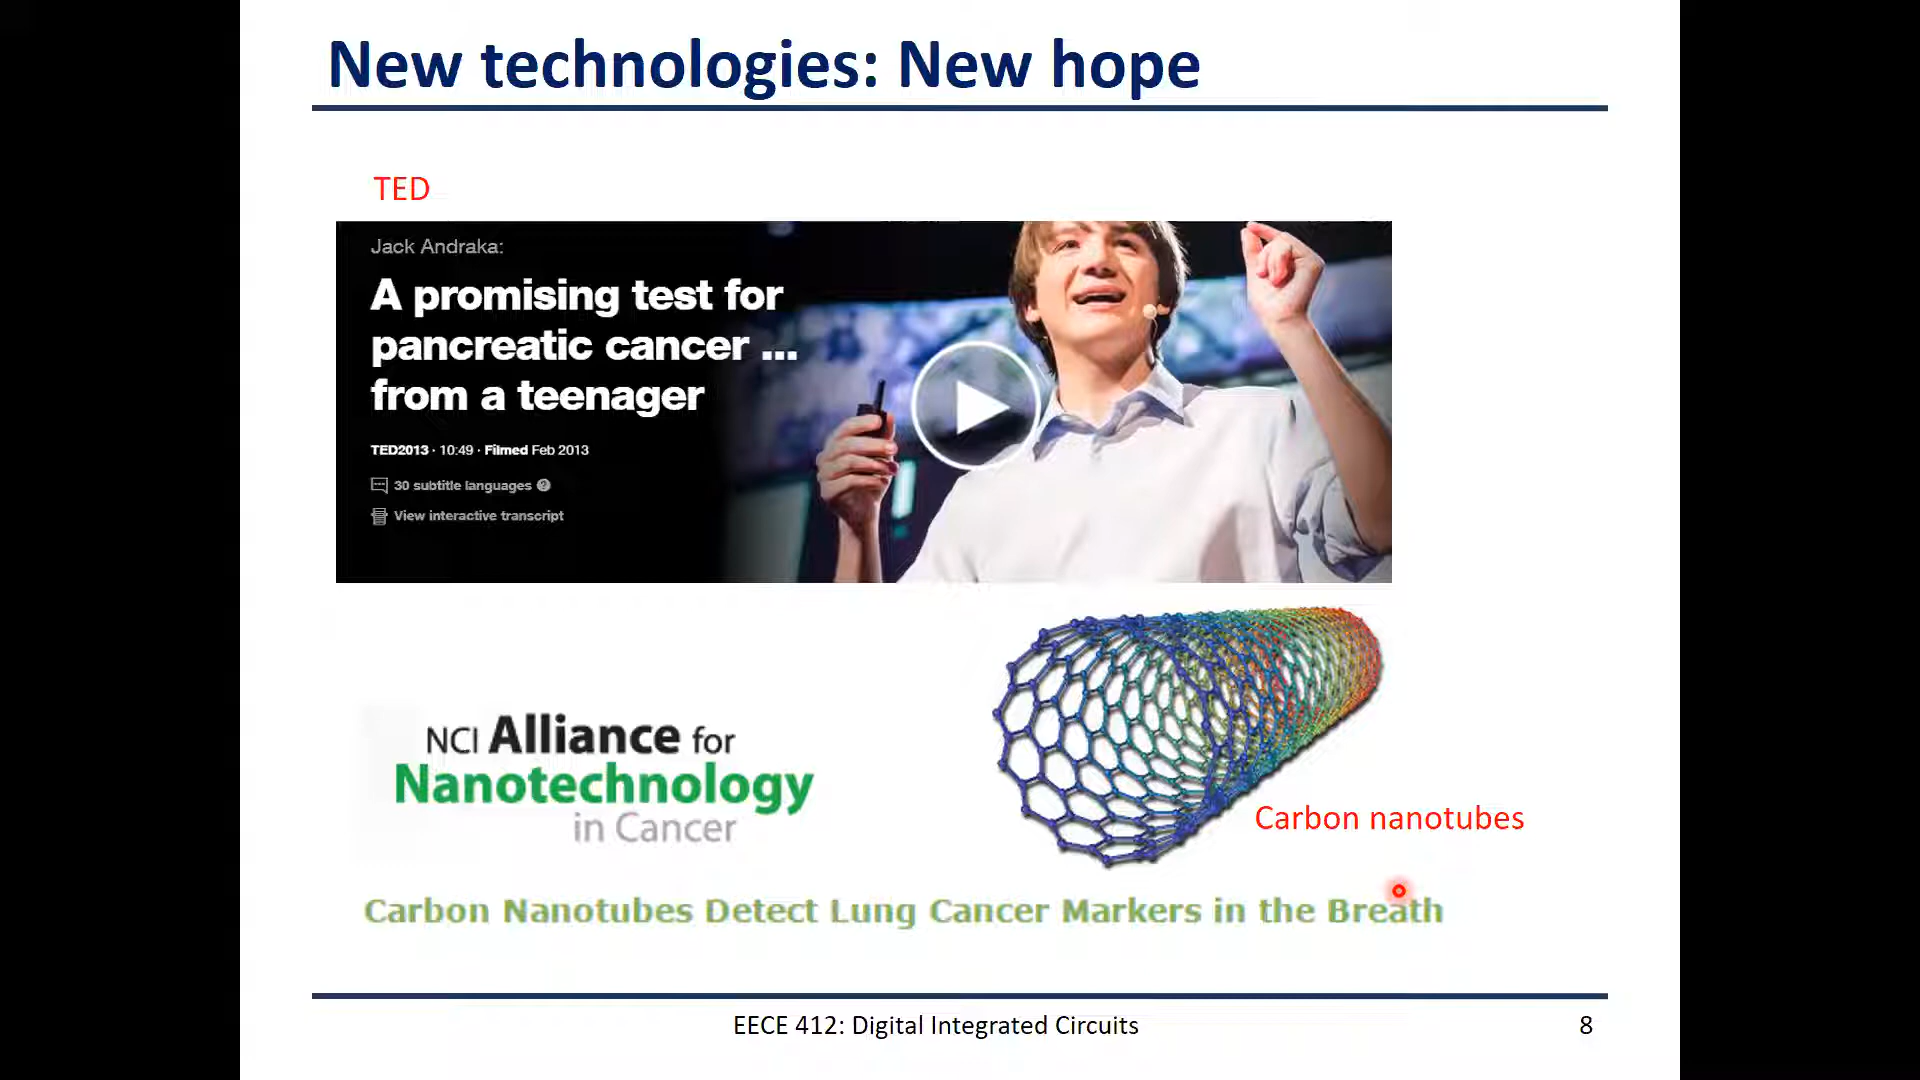 New technologies: New hope
TED
Jack Andraka:
A promising test for
pancreatic cancer ...
from a teenager
TED2013 · 10:49 · Filmed Feb 2013
30 subtitle languages ?
View interactive transcript
NCI Alliance for
Nanotechnology
in Cancer
Carbon nanotubes
Carbon Nanotubes Detect Lung Cancer Markers in the Breath
EECE 412: Digital Integrated Circuits
8